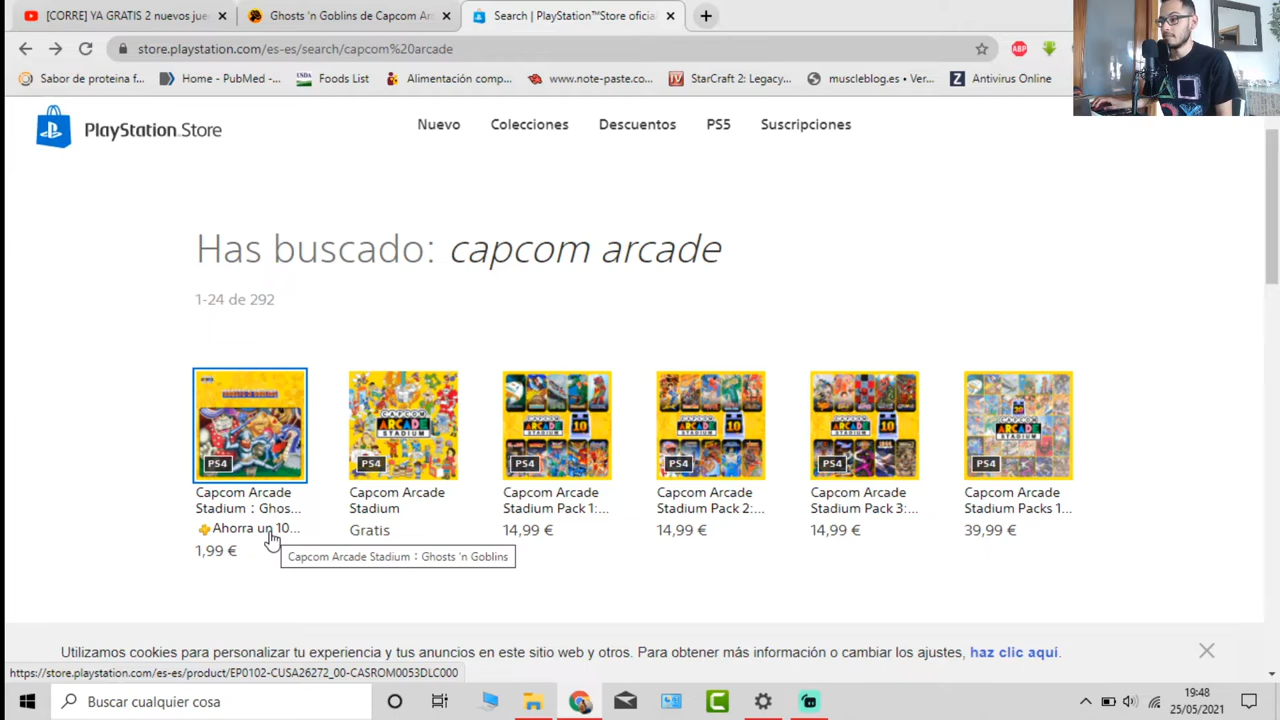 [CORRE] YA GRATIS 2 nuevos jue
Ghosts 'n Goblins de Capcom Ar
Search | PlayStation™Store oficia
store.playstation.com/es-es/search/capcom%20arcade
ABP
Sabor de proteina f...
Home - PubMed -...
Foods List
Alimentación comp...
www.note-paste.co...
StarCraft 2: Legacy...
muscleblog.es • Ver...
Antivirus Online
PlayStation Store
Nuevo
Colecciones
Descuentos
PS5
Suscripciones
Has buscado: capcom arcade
1-24 de 292
CAPCOM
ARCADE
STADIUM
10
10
10
PS4
PS4
PS4
PS4
PS4
PS4
Capcom Arcade
Stadium：Ghos...
Ahorra un 10...
1,99 €
Capcom Arcade
Stadium
Gratis
Capcom Arcade
Stadium Pack 1:...
14,99 €
Capcom Arcade
Stadium Pack 2:...
14,99 €
Capcom Arcade
Stadium Pack 3:...
14,99 €
Capcom Arcade
Stadium Packs 1...
39,99 €
Capcom Arcade Stadium：Ghosts 'n Goblins
Utilizamos cookies para personalizar tu experiencia y tus anuncios en este sitio web y otros. Para obtener más información o cambiar los ajustes, haz clic aquí.
https://store.playstation.com/es-es/product/EP0102-CUSA26272_00-CASROM0053DLC000
Buscar cualquier cosa
19:48
25/05/2021